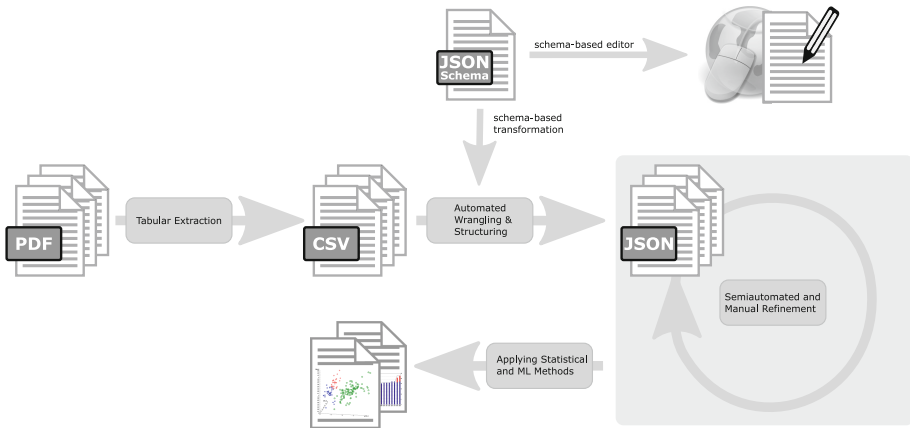 JSON
Schema
schema-based editor
schema-based
transformation
PDF
Tabular Extraction
CSV
Automated
Wrangling &
Structuring
JSON
Semiautomated and
Manual Refinement
Applying Statistical
and ML Methods